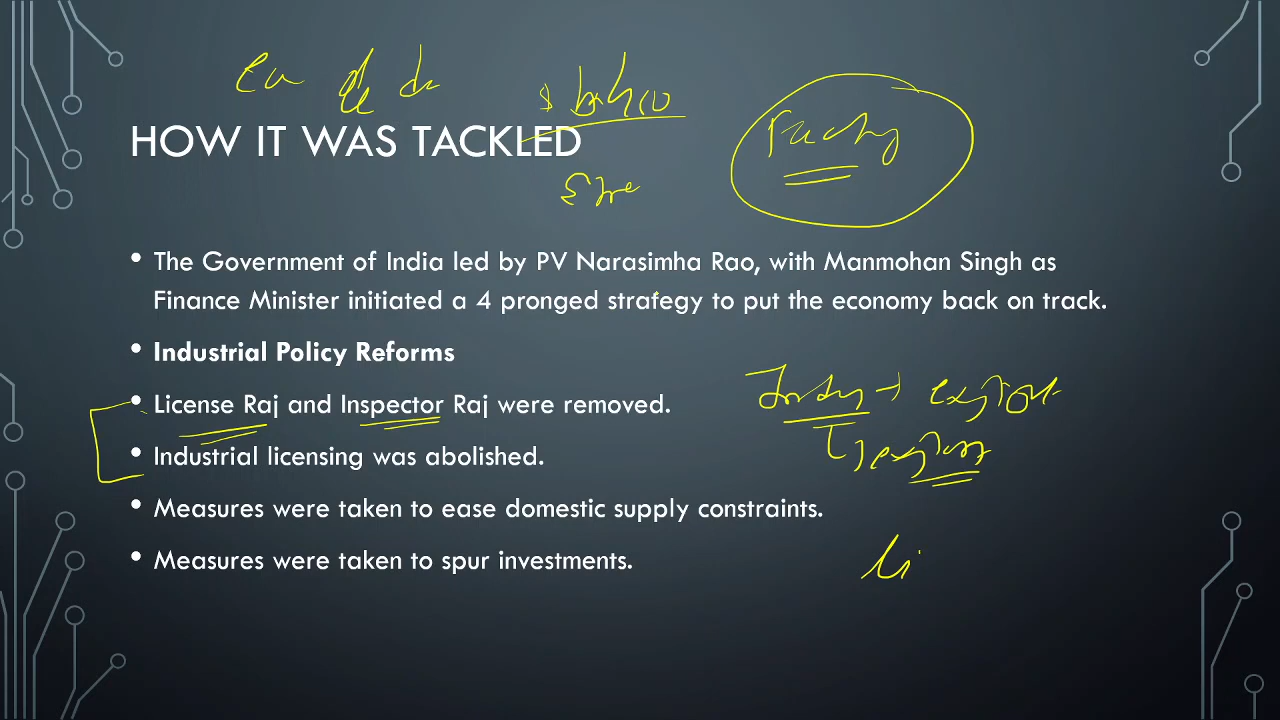 HOW IT WAS TACKLED
Factory
• The Government of India led by PV Narasimha Rao, with Manmohan Singh as
Finance Minister initiated a 4 pronged strategy to put the economy back on track.
• Industrial Policy Reforms
• License Raj and Inspector Raj were removed.
• Industrial licensing was abolished.
• Measures were taken to ease domestic supply constraints.
• Measures were taken to spur investments.